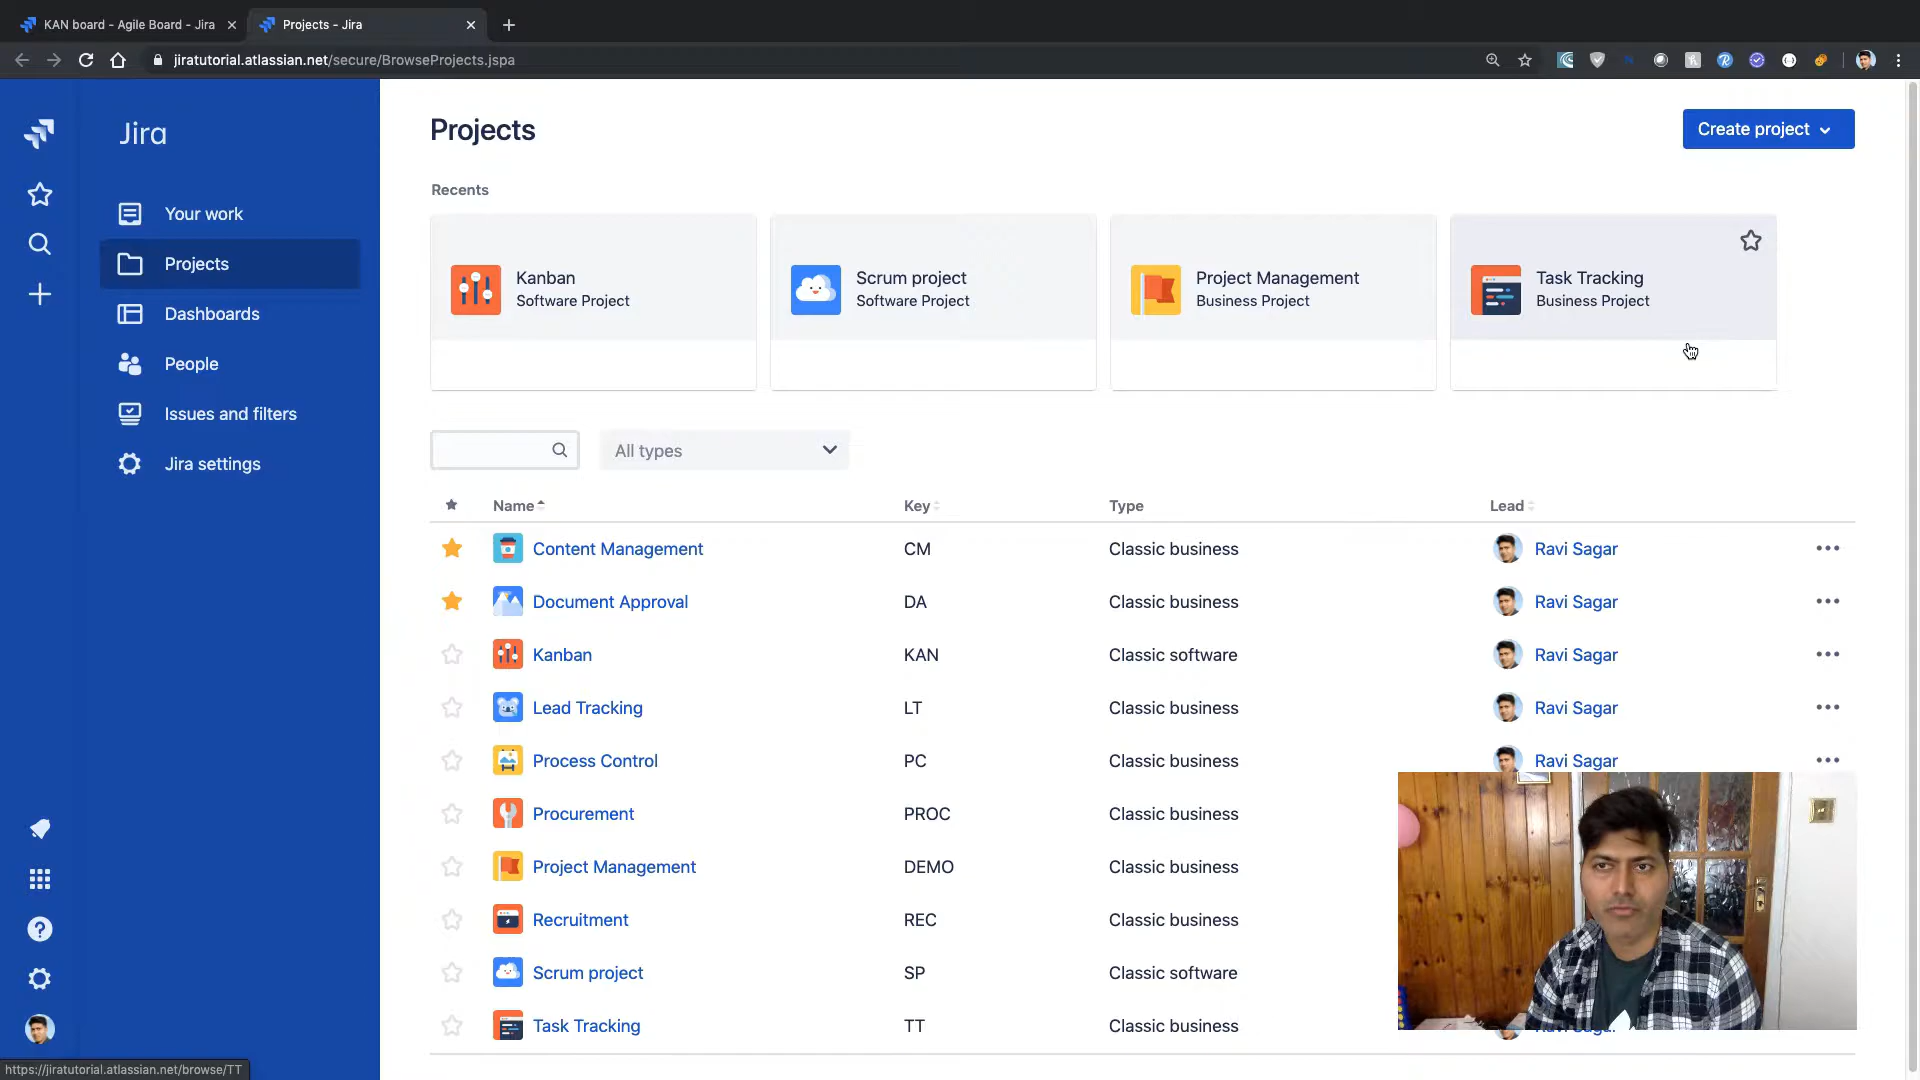 KAN board - Agile Board - Jira
Projects - Jira
jiratutorial.atlassian.net/secure/BrowseProjects.jspa
Jira
Your work
Projects
Dashboards
People
Issues and filters
Jira settings
Projects
Create project
Recents
Kanban
Software Project
Scrum project
Software Project
Project Management
Business Project
Task Tracking
Business Project
All types
Name Key Type Lead
Content Management CM Classic business Ravi Sagar
Document Approval DA Classic business Ravi Sagar
Kanban KAN Classic software Ravi Sagar
Lead Tracking LT Classic business Ravi Sagar
Process Control PC Classic business Ravi Sagar
Procurement PROC Classic business
Project Management DEMO Classic business
Recruitment REC Classic business
Scrum project SP Classic software
Task Tracking TT Classic business
https://jiratutorial.atlassian.net/browse/TT